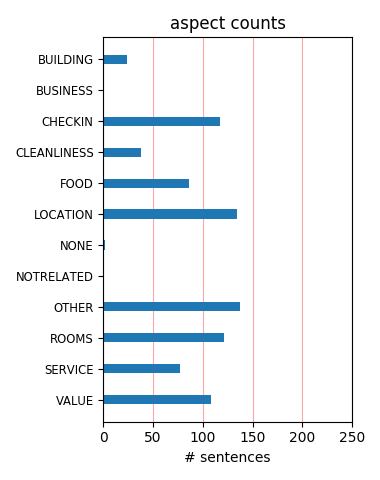 aspect counts
BUILDING
BUSINESS
CHECKIN
CLEANLINESS
FOOD
LOCATION
NONE
NOTRELATED
OTHER
ROOMS
SERVICE
VALUE
0 50 100 150 200 250
# sentences